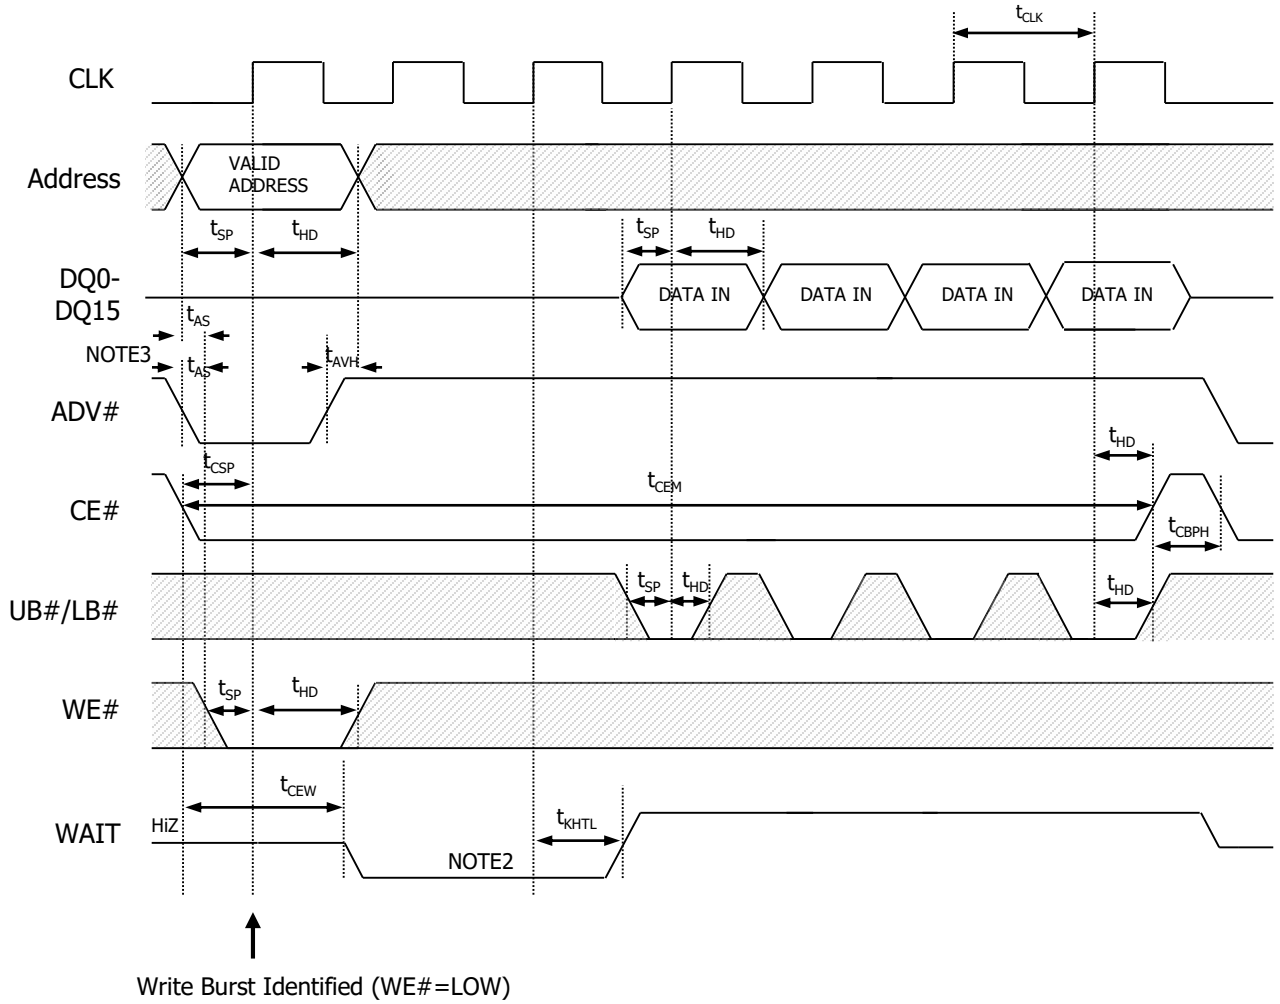 tCLK
CLK
Address
VALID
ADDRESS
tSP
tHD
tSP
tHD
DQ0-
DQ15
DATA IN
DATA IN
DATA IN
DATA IN
tAS
NOTE3
tAS
tAVH
ADV#
tHD
tCSP
tCEM
CE#
tCBPH
UB#/LB#
tSP
tHD
tHD
WE#
tSP
tHD
tCEW
WAIT
HiZ
tKHTL
NOTE2
Write Burst Identified (WE#=LOW)